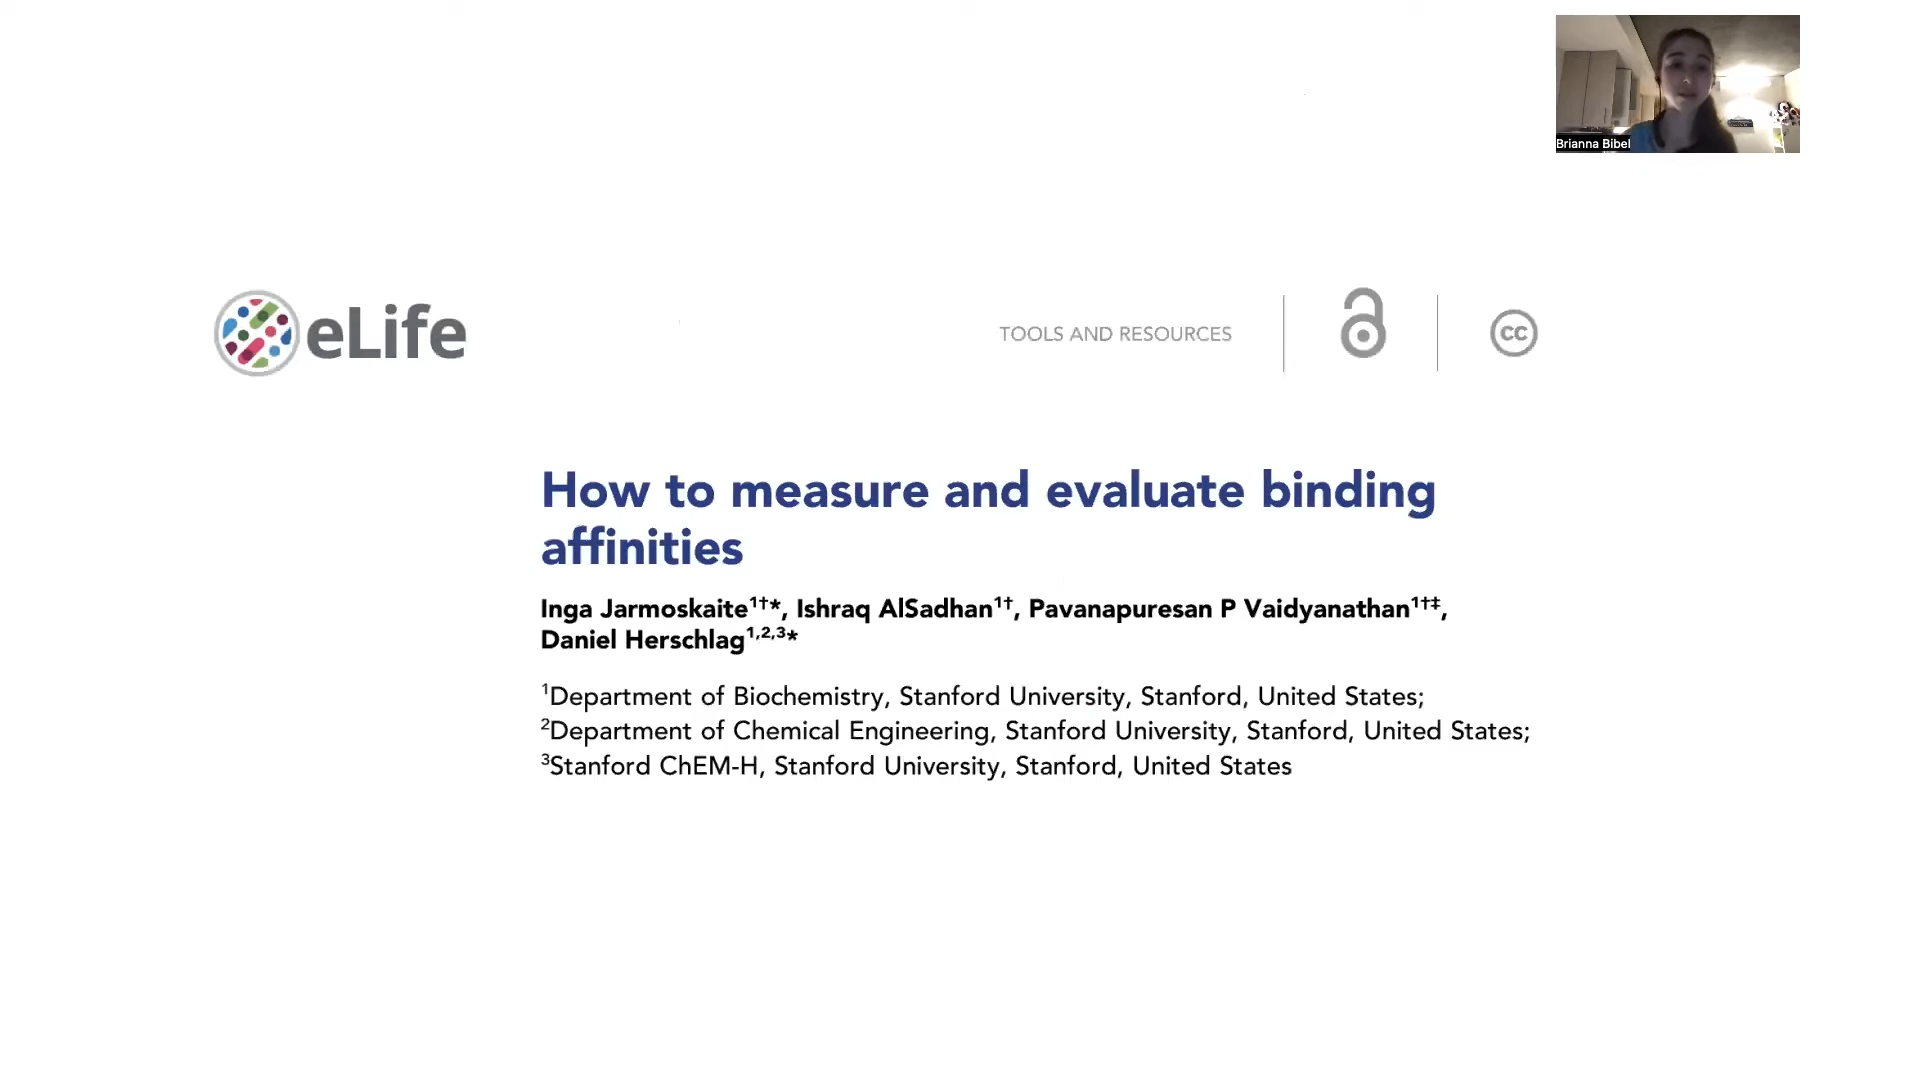 Brianna Bibel
eLife
TOOLS AND RESOURCES
cc
How to measure and evaluate binding
affinities
Inga Jarmoskaite¹†*, Ishraq AlSadhan¹†, Pavanapuresan P Vaidyanathan¹†‡,
Daniel Herschlag¹,²,³*
¹Department of Biochemistry, Stanford University, Stanford, United States;
²Department of Chemical Engineering, Stanford University, Stanford, United States;
³Stanford ChEM-H, Stanford University, Stanford, United States